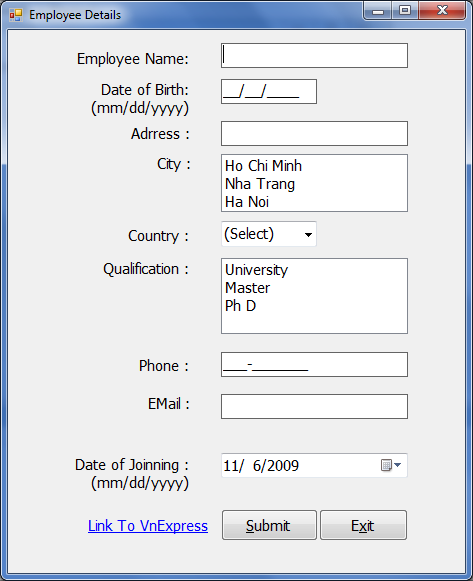 Employee Details
Employee Name:
Date of Birth:
(mm/dd/yyyy)
__/__/____
Adrress :
City :
Ho Chi Minh
Nha Trang
Ha Noi
Country :
(Select)
Qualification :
University
Master
Ph D
Phone :
___-_______
EMail :
Date of Joinning :
(mm/dd/yyyy)
11/ 6/2009
Link To VnExpress
Submit
Exit